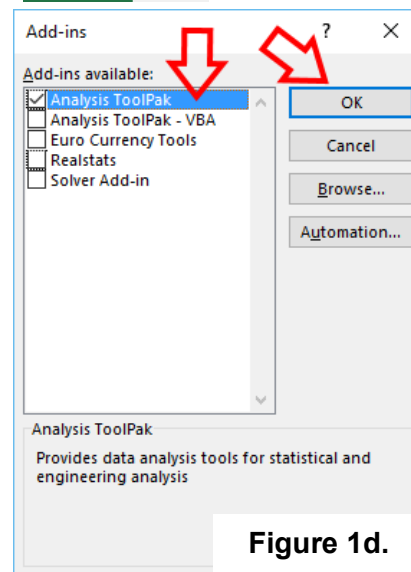 Add-ins ? ×
Add-ins available:
Analysis ToolPak
Analysis ToolPak - VBA
Euro Currency Tools
Realstats
Solver Add-in
OK
Cancel
Browse...
Automation...
Analysis ToolPak
Provides data analysis tools for statistical and
engineering analysis
Figure 1d.